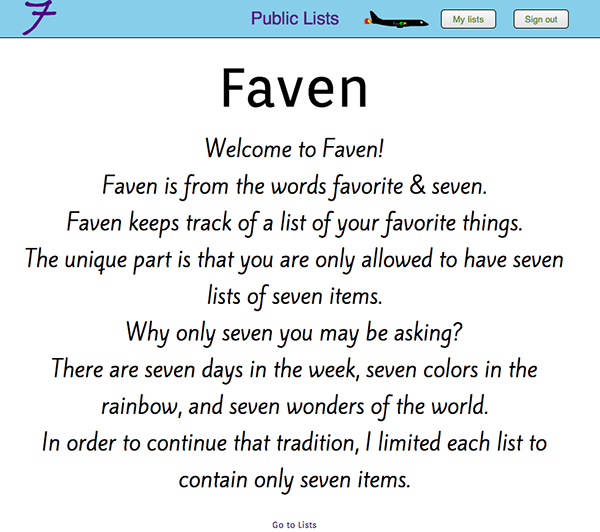 F Public Lists My lists Sign out
Faven
Welcome to Faven!
Faven is from the words favorite & seven.
Faven keeps track of a list of your favorite things.
The unique part is that you are only allowed to have seven
lists of seven items.
Why only seven you may be asking?
There are seven days in the week, seven colors in the
rainbow, and seven wonders of the world.
In order to continue that tradition, I limited each list to
contain only seven items.
Go to Lists